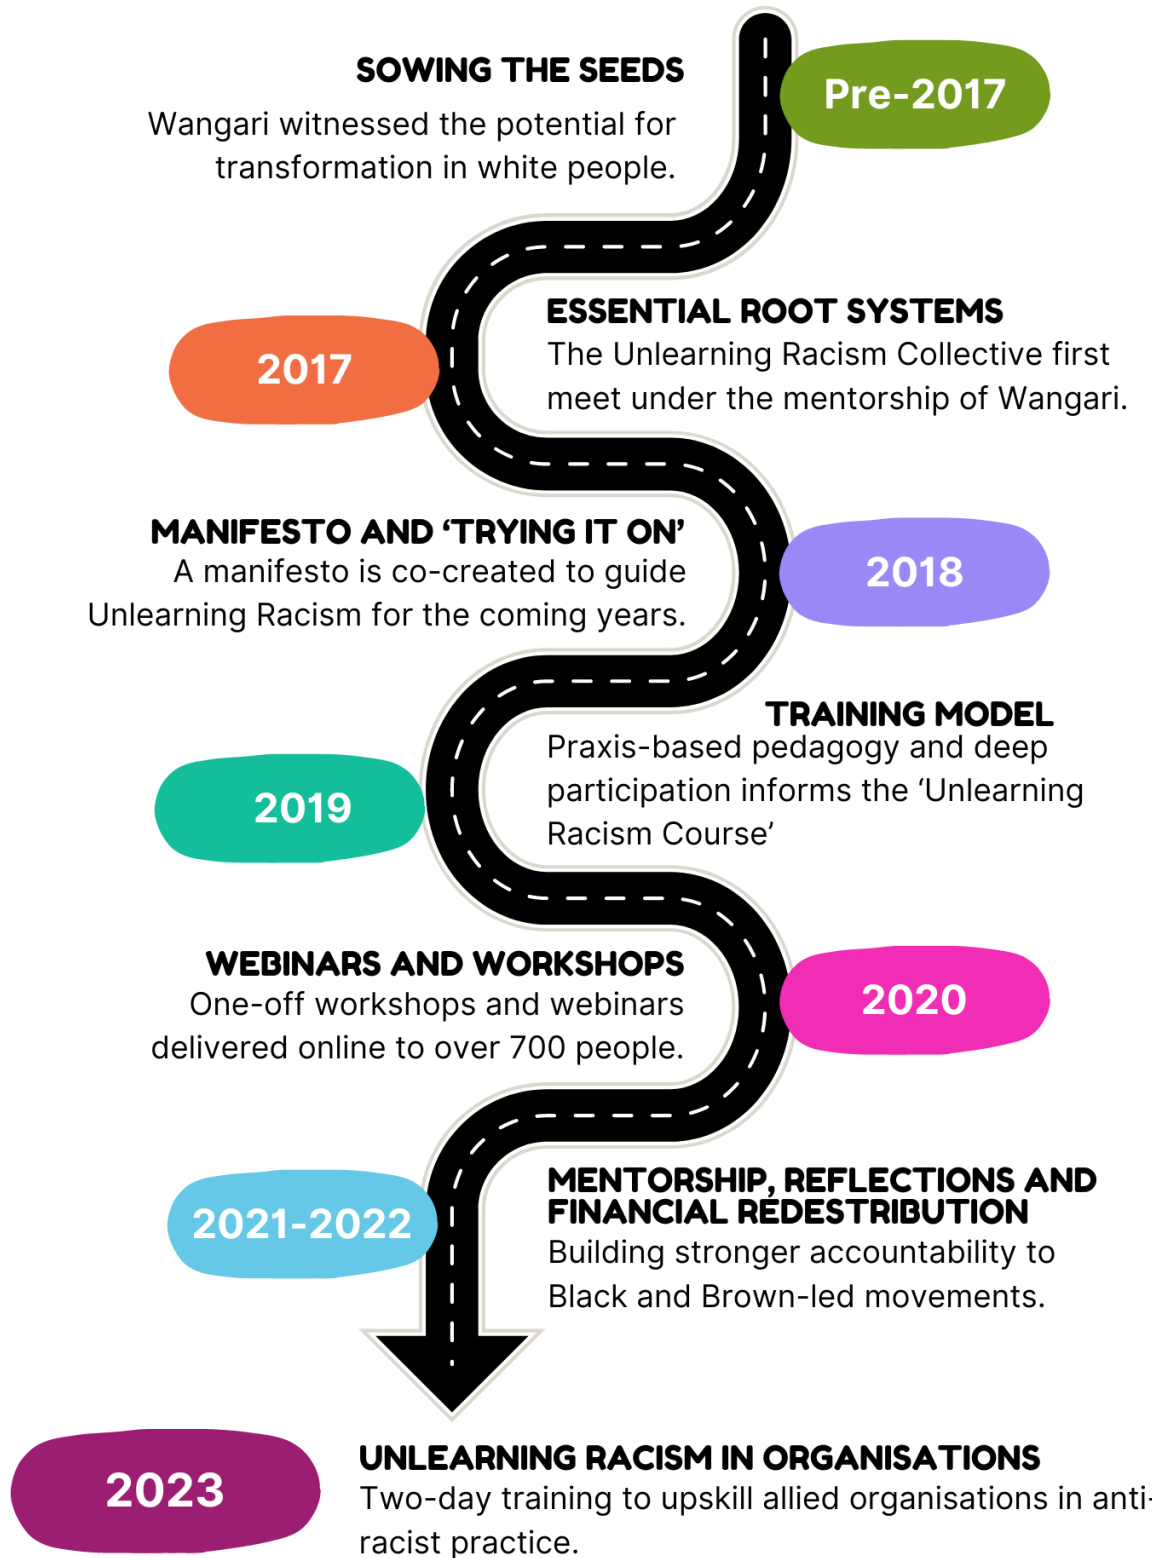 SOWING THE SEEDS
Pre-2017
Wangari witnessed the potential for
transformation in white people.
ESSENTIAL ROOT SYSTEMS
2017
The Unlearning Racism Collective first
meet under the mentorship of Wangari.
MANIFESTO AND ‘TRYING IT ON’
2018
A manifesto is co-created to guide
Unlearning Racism for the coming years.
TRAINING MODEL
2019
Praxis-based pedagogy and deep
participation informs the ‘Unlearning
Racism Course’
WEBINARS AND WORKSHOPS
2020
One-off workshops and webinars
delivered online to over 700 people.
MENTORSHIP, REFLECTIONS AND
FINANCIAL REDESTRIBUTION
2021-2022
Building stronger accountability to
Black and Brown-led movements.
UNLEARNING RACISM IN ORGANISATIONS
2023
Two-day training to upskill allied organisations in anti-
racist practice.